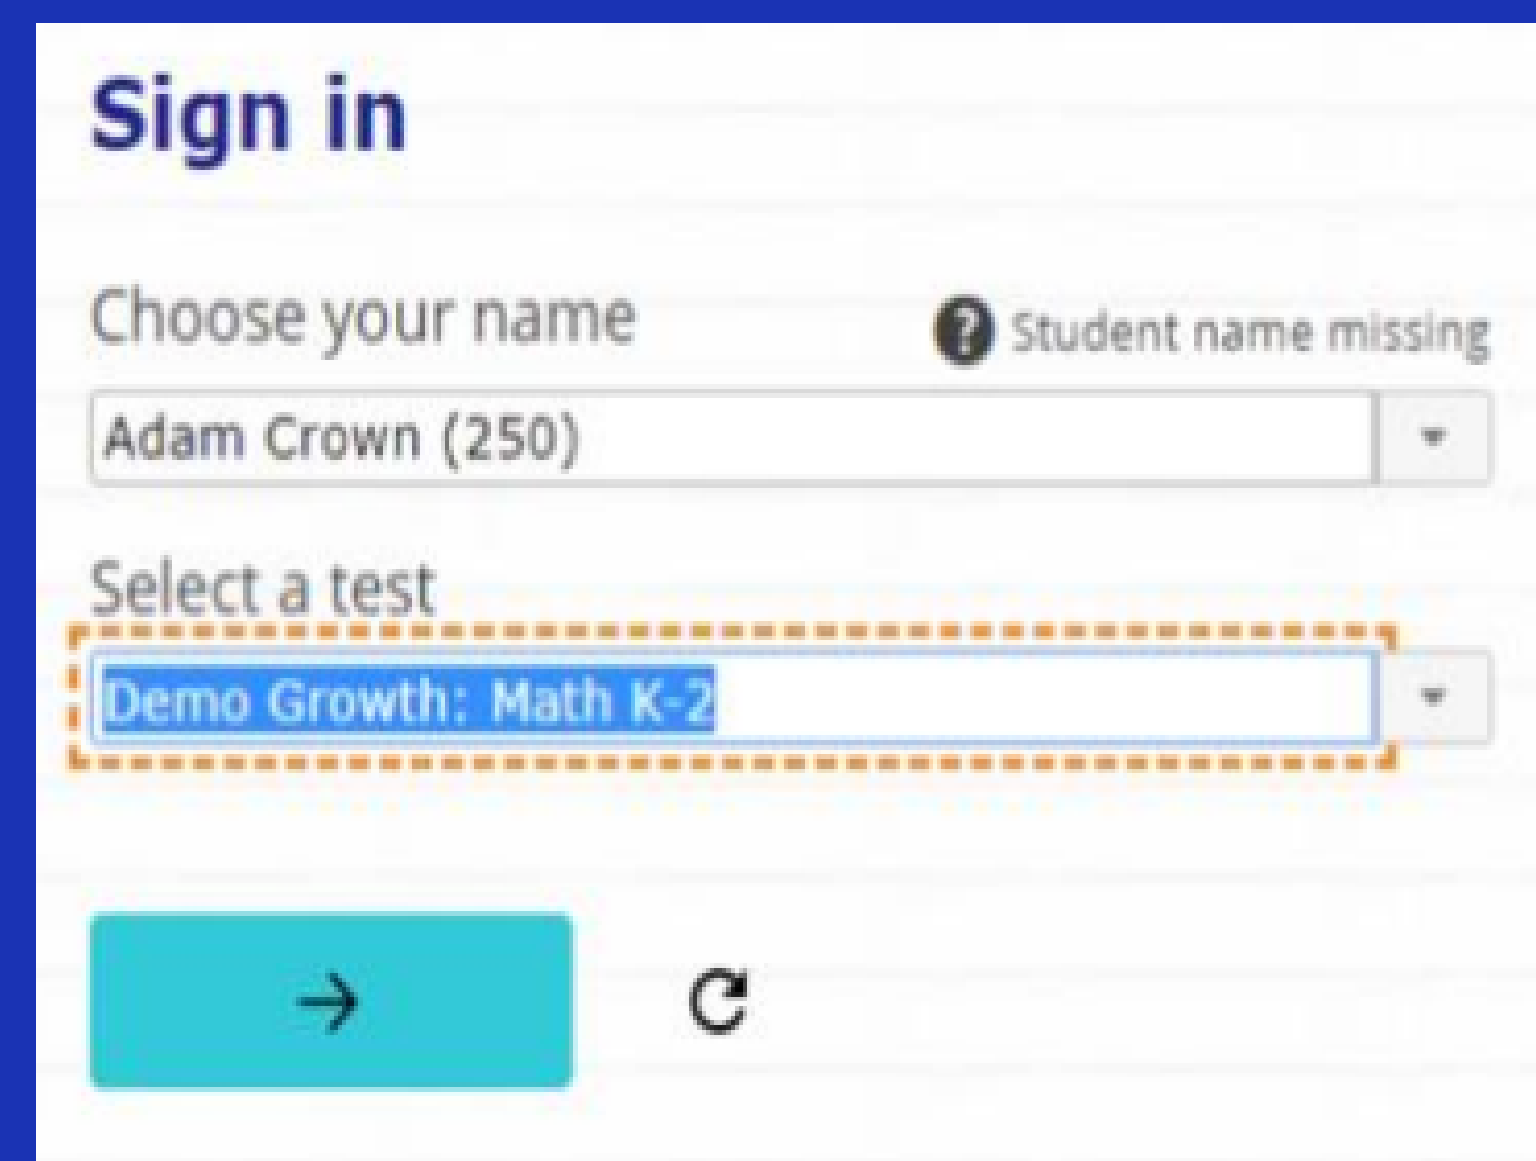 Sign in
Choose your name
Student name missing
Adam Crown (250)
Select a test
Demo Growth: Math K-2